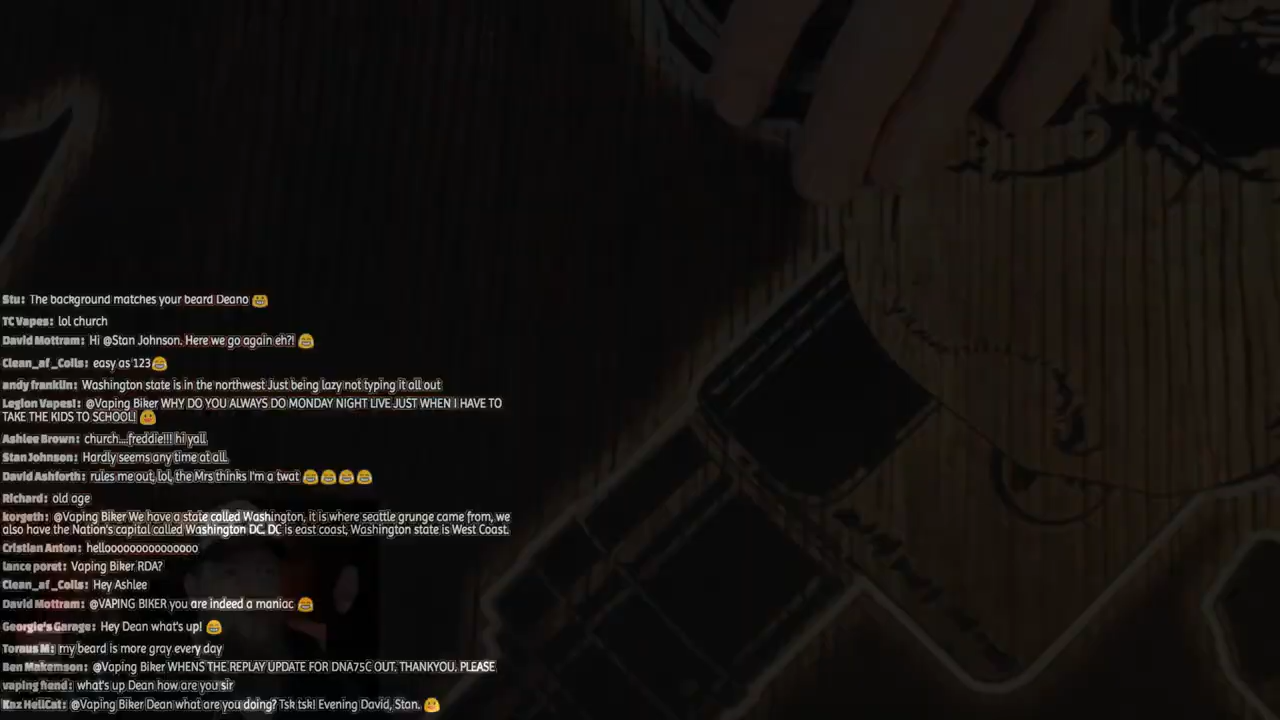 Stu: The background matches your beard Deano 😁
TC Vapes: lol church
David Mottram: Hi @Stan Johnson. Here we go again eh?! 😂
Clean_af_Coils: easy as 123😂
andy franklin: Washington state is in the northwest Just being lazy not typing it all out
Legion Vapes!: @Vaping Biker WHY DO YOU ALWAYS DO MONDAY NIGHT LIVE JUST WHEN I HAVE TO
TAKE THE KIDS TO SCHOOL!
Ashlee Brown: church....freddie!!! hi yall.
Stan Johnson: Hardly seems any time at all.
David Ashforth: rules me out, lol, the Mrs thinks I'm a twat 😂😂😂😂
Richard: old age
korgath: @Vaping Biker We have a state called Washington, it is where seattle grunge came from, we
also have the Nation's capital called Washington DC. DC is east coast, Washington state is West Coast.
Cristian Anton: hellooooooooooooooo
lance poret: Vaping Biker RDA?
Clean_af_Coils: Hey Ashlee
David Mottram: @VAPING BIKER you are indeed a maniac 😂
Georgie's Garage: Hey Dean what's up! 😂
Tornus M: my beard is more gray every day
Ben Makemson: @Vaping Biker WHENS THE REPLAY UPDATE FOR DNA75C OUT. THANKYOU. PLEASE
vaping fiend: what's up Dean how are you sir
Knz HellCat: @Vaping Biker Dean what are you doing? Tsk tsk! Evening David, Stan.